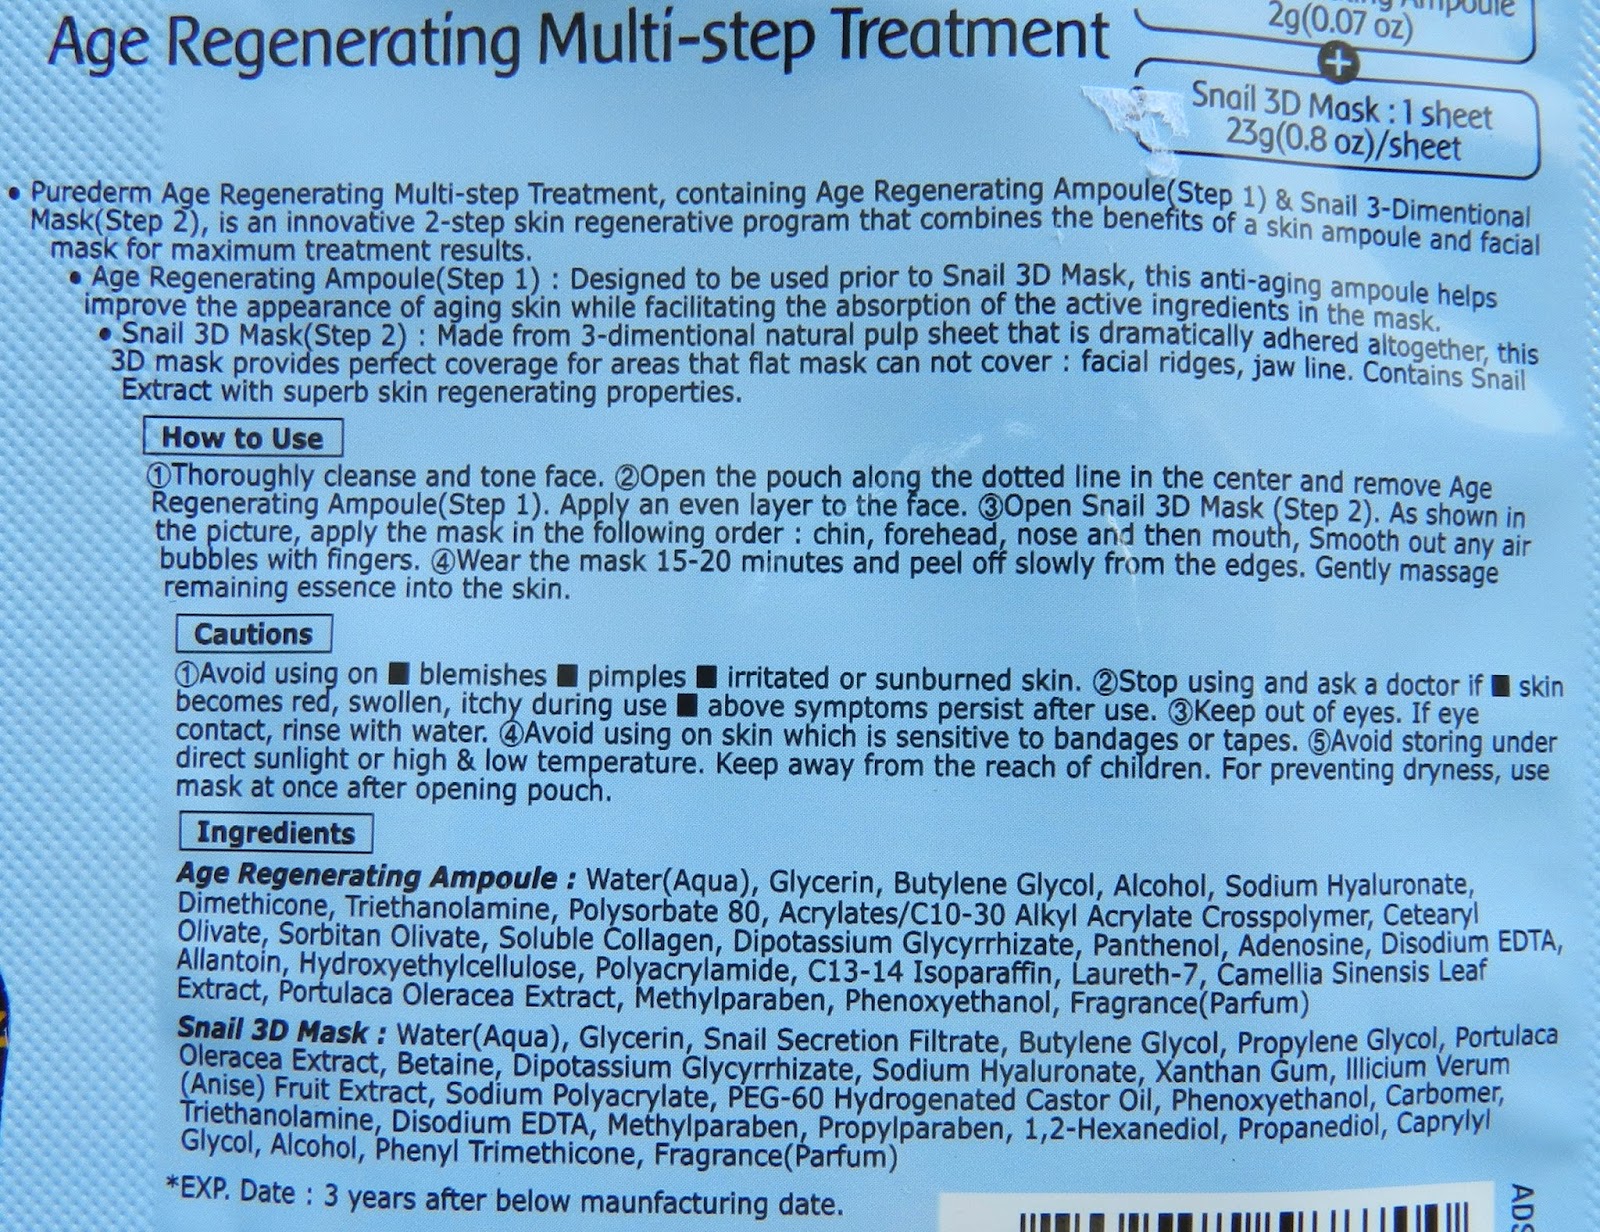 Age Regenerating Multi-step Treatment
2g(0.07 oz)
+
Snail 3D Mask : 1 sheet
23g(0.8 oz)/sheet
• Purederm Age Regenerating Multi-step Treatment, containing Age Regenerating Ampoule(Step 1) & Snail 3-Dimentional
Mask(Step 2), is an innovative 2-step skin regenerative program that combines the benefits of a skin ampoule and facial
mask for maximum treatment results.
• Age Regenerating Ampoule(Step 1) : Designed to be used prior to Snail 3D Mask, this anti-aging ampoule helps
improve the appearance of aging skin while facilitating the absorption of the active ingredients in the mask.
• Snail 3D Mask(Step 2) : Made from 3-dimentional natural pulp sheet that is dramatically adhered altogether, this
3D mask provides perfect coverage for areas that flat mask can not cover : facial ridges, jaw line. Contains Snail
Extract with superb skin regenerating properties.
How to Use
①Thoroughly cleanse and tone face. ②Open the pouch along the dotted line in the center and remove Age
Regenerating Ampoule(Step 1). Apply an even layer to the face. ③Open Snail 3D Mask (Step 2). As shown in
the picture, apply the mask in the following order : chin, forehead, nose and then mouth, Smooth out any air
bubbles with fingers. ④Wear the mask 15-20 minutes and peel off slowly from the edges. Gently massage
remaining essence into the skin.
Cautions
①Avoid using on ■ blemishes ■ pimples ■ irritated or sunburned skin. ②Stop using and ask a doctor if ■ skin
becomes red, swollen, itchy during use ■ above symptoms persist after use. ③Keep out of eyes. If eye
contact, rinse with water. ④Avoid using on skin which is sensitive to bandages or tapes. ⑤Avoid storing under
direct sunlight or high & low temperature. Keep away from the reach of children. For preventing dryness, use
mask at once after opening pouch.
Ingredients
Age Regenerating Ampoule : Water(Aqua), Glycerin, Butylene Glycol, Alcohol, Sodium Hyaluronate,
Dimethicone, Triethanolamine, Polysorbate 80, Acrylates/C10-30 Alkyl Acrylate Crosspolymer, Cetearyl
Olivate, Sorbitan Olivate, Soluble Collagen, Dipotassium Glycyrrhizate, Panthenol, Adenosine, Disodium EDTA,
Allantoin, Hydroxyethylcellulose, Polyacrylamide, C13-14 Isoparaffin, Laureth-7, Camellia Sinensis Leaf
Extract, Portulaca Oleracea Extract, Methylparaben, Phenoxyethanol, Fragrance(Parfum)
Snail 3D Mask : Water(Aqua), Glycerin, Snail Secretion Filtrate, Butylene Glycol, Propylene Glycol, Portulaca
Oleracea Extract, Betaine, Dipotassium Glycyrrhizate, Sodium Hyaluronate, Xanthan Gum, Illicium Verum
(Anise) Fruit Extract, Sodium Polyacrylate, PEG-60 Hydrogenated Castor Oil, Phenoxyethanol, Carbomer,
Triethanolamine, Disodium EDTA, Methylparaben, Propylparaben, 1,2-Hexanediol, Propanediol, Caprylyl
Glycol, Alcohol, Phenyl Trimethicone, Fragrance(Parfum)
*EXP. Date : 3 years after below maunfacturing date.